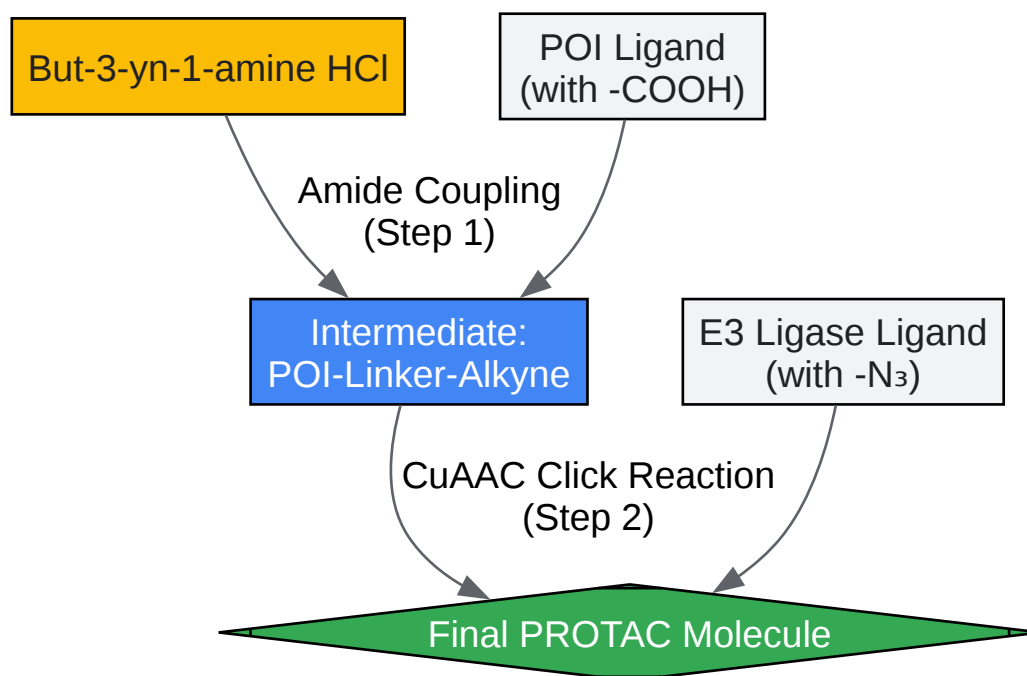 But-3-yn-1-amine HCl
POI Ligand
(with -COOH)
Amide Coupling
(Step 1)
Intermediate:
POI-Linker-Alkyne
E3 Ligase Ligand
(with -N₃)
CuAAC Click Reaction
(Step 2)
Final PROTAC Molecule